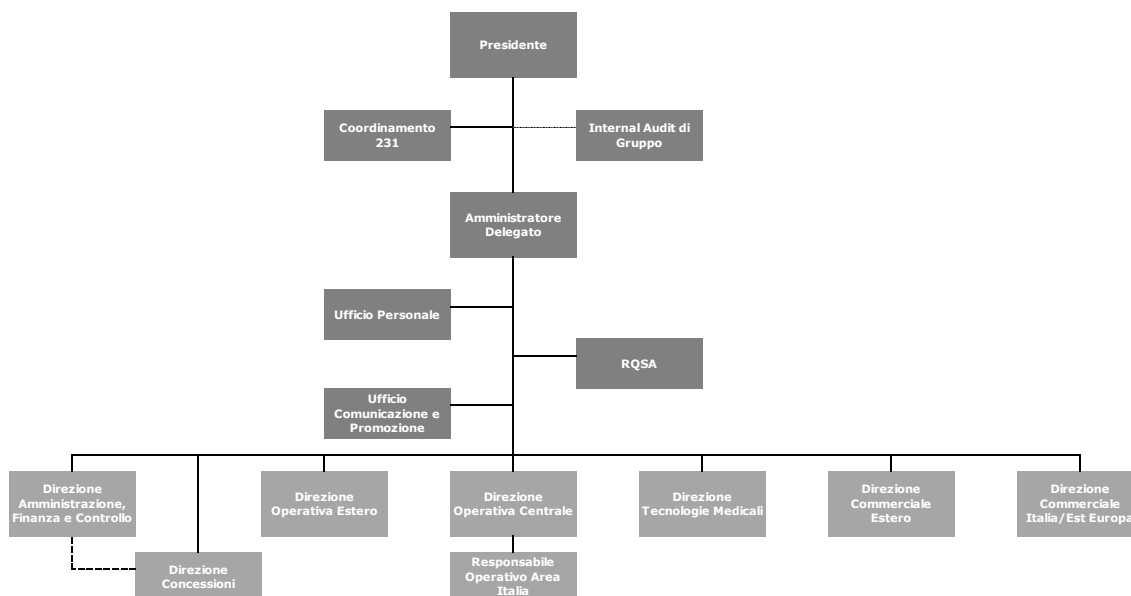 Presidente
Coordinamento
231
Internal Audit di
Gruppo
Amministratore
Delegato
Ufficio Personale
RQSA
Ufficio
Comunicazione e
Promozione
Direzione
Amministrazione,
Finanza e Controllo
Direzione
Operativa Estero
Direzione
Operativa Centrale
Direzione
Tecnologie Medicali
Direzione
Commerciale
Estero
Direzione
Commerciale
Italia/Est Europa
Direzione
Concessioni
Responsabile
Operativo Area
Italia